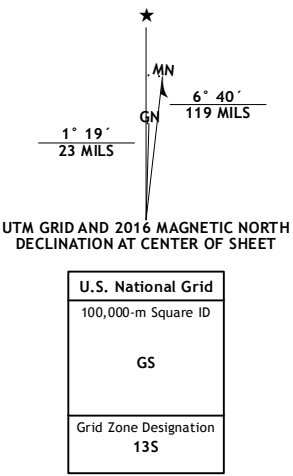 ★
MN
GN
6° 40´
119 MILS
1° 19´
23 MILS
UTM GRID AND 2016 MAGNETIC NORTH
DECLINATION AT CENTER OF SHEET
U.S. National Grid
100,000-m Square ID
GS
Grid Zone Designation
13S